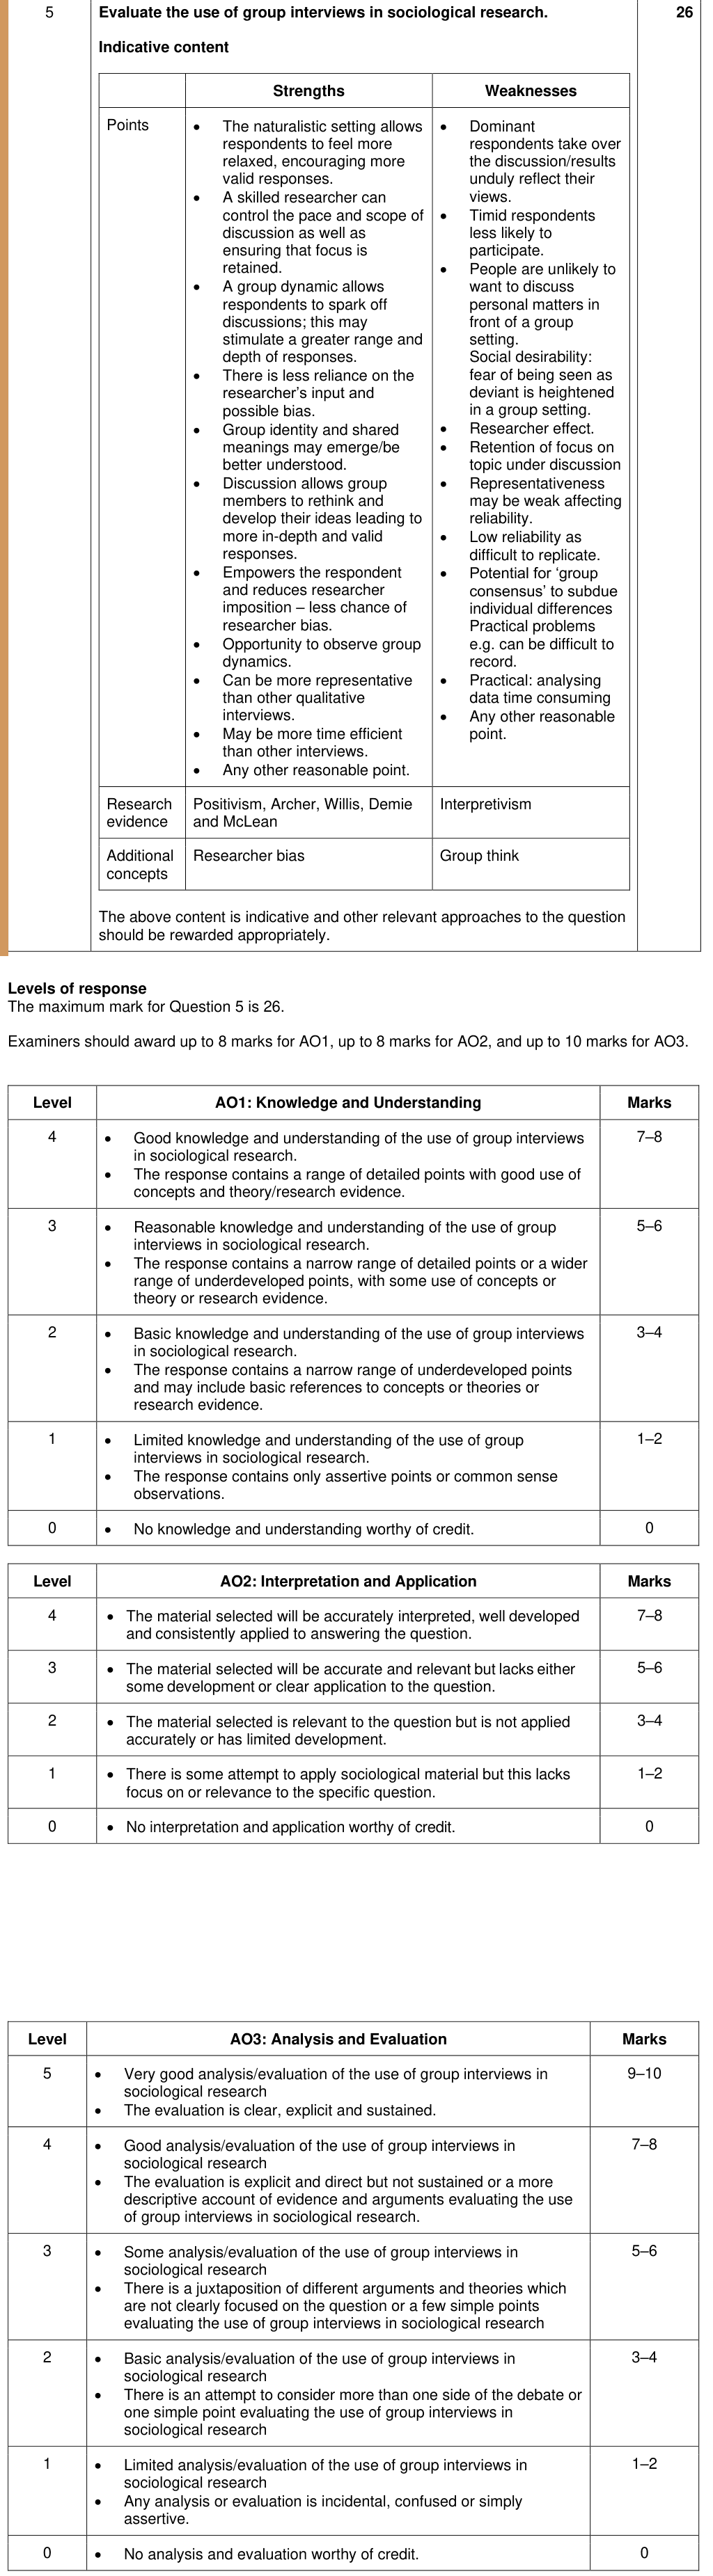 5 Evaluate the use of group interviews in sociological research. 26
Indicative content
Strengths Weaknesses
Points
• The naturalistic setting allows
respondents to feel more
relaxed, encouraging more
valid responses.
• A skilled researcher can
control the pace and scope of
discussion as well as
ensuring that focus is
retained.
• A group dynamic allows
respondents to spark off
discussions; this may
stimulate a greater range and
depth of responses.
• There is less reliance on the
researcher's input and
possible bias.
• Group identity and shared
meanings may emerge/be
better understood.
• Discussion allows group
members to rethink and
develop their ideas leading to
more in-depth and valid
responses.
• Empowers the respondent
and reduces researcher
imposition – less chance of
researcher bias.
• Opportunity to observe group
dynamics.
• Can be more representative
than other qualitative
interviews.
• May be more time efficient
than other interviews.
• Any other reasonable point.
• Dominant
respondents take over
the discussion/results
unduly reflect their
views.
• Timid respondents
less likely to
participate.
• People are unlikely to
want to discuss
personal matters in
front of a group
setting.
Social desirability:
fear of being seen as
deviant is heightened
in a group setting.
• Researcher effect.
• Retention of focus on
topic under discussion
• Representativeness
may be weak affecting
reliability.
• Low reliability as
difficult to replicate.
• Potential for ‘group
consensus’ to subdue
individual differences
Practical problems
e.g. can be difficult to
record.
• Practical: analysing
data time consuming
• Any other reasonable
point.
Research
evidence
Positivism, Archer, Willis, Demie
and McLean
Interpretivism
Additional
concepts
Researcher bias
Group think
The above content is indicative and other relevant approaches to the question
should be rewarded appropriately.
Levels of response
The maximum mark for Question 5 is 26.
Examiners should award up to 8 marks for AO1, up to 8 marks for AO2, and up to 10 marks for AO3.
Level AO1: Knowledge and Understanding Marks
4 • Good knowledge and understanding of the use of group interviews 7–8
in sociological research.
• The response contains a range of detailed points with good use of
concepts and theory/research evidence.
3 • Reasonable knowledge and understanding of the use of group 5–6
interviews in sociological research.
• The response contains a narrow range of detailed points or a wider
range of underdeveloped points, with some use of concepts or
theory or research evidence.
2 • Basic knowledge and understanding of the use of group interviews 3–4
in sociological research.
• The response contains a narrow range of underdeveloped points
and may include basic references to concepts or theories or
research evidence.
1 • Limited knowledge and understanding of the use of group 1–2
interviews in sociological research.
• The response contains only assertive points or common sense
observations.
0 • No knowledge and understanding worthy of credit. 0
Level AO2: Interpretation and Application Marks
4 • The material selected will be accurately interpreted, well developed 7–8
and consistently applied to answering the question.
3 • The material selected will be accurate and relevant but lacks either 5–6
some development or clear application to the question.
2 • The material selected is relevant to the question but is not applied 3–4
accurately or has limited development.
1 • There is some attempt to apply sociological material but this lacks 1–2
focus on or relevance to the specific question.
0 • No interpretation and application worthy of credit. 0
Level AO3: Analysis and Evaluation Marks
5 • Very good analysis/evaluation of the use of group interviews in 9–10
sociological research
• The evaluation is clear, explicit and sustained.
4 • Good analysis/evaluation of the use of group interviews in 7–8
sociological research
• The evaluation is explicit and direct but not sustained or a more
descriptive account of evidence and arguments evaluating the use
of group interviews in sociological research.
3 • Some analysis/evaluation of the use of group interviews in 5–6
sociological research
• There is a juxtaposition of different arguments and theories which
are not clearly focused on the question or a few simple points
evaluating the use of group interviews in sociological research
2 • Basic analysis/evaluation of the use of group interviews in 3–4
sociological research
• There is an attempt to consider more than one side of the debate or
one simple point evaluating the use of group interviews in
sociological research
1 • Limited analysis/evaluation of the use of group interviews in 1–2
sociological research
• Any analysis or evaluation is incidental, confused or simply
assertive.
0 • No analysis and evaluation worthy of credit. 0